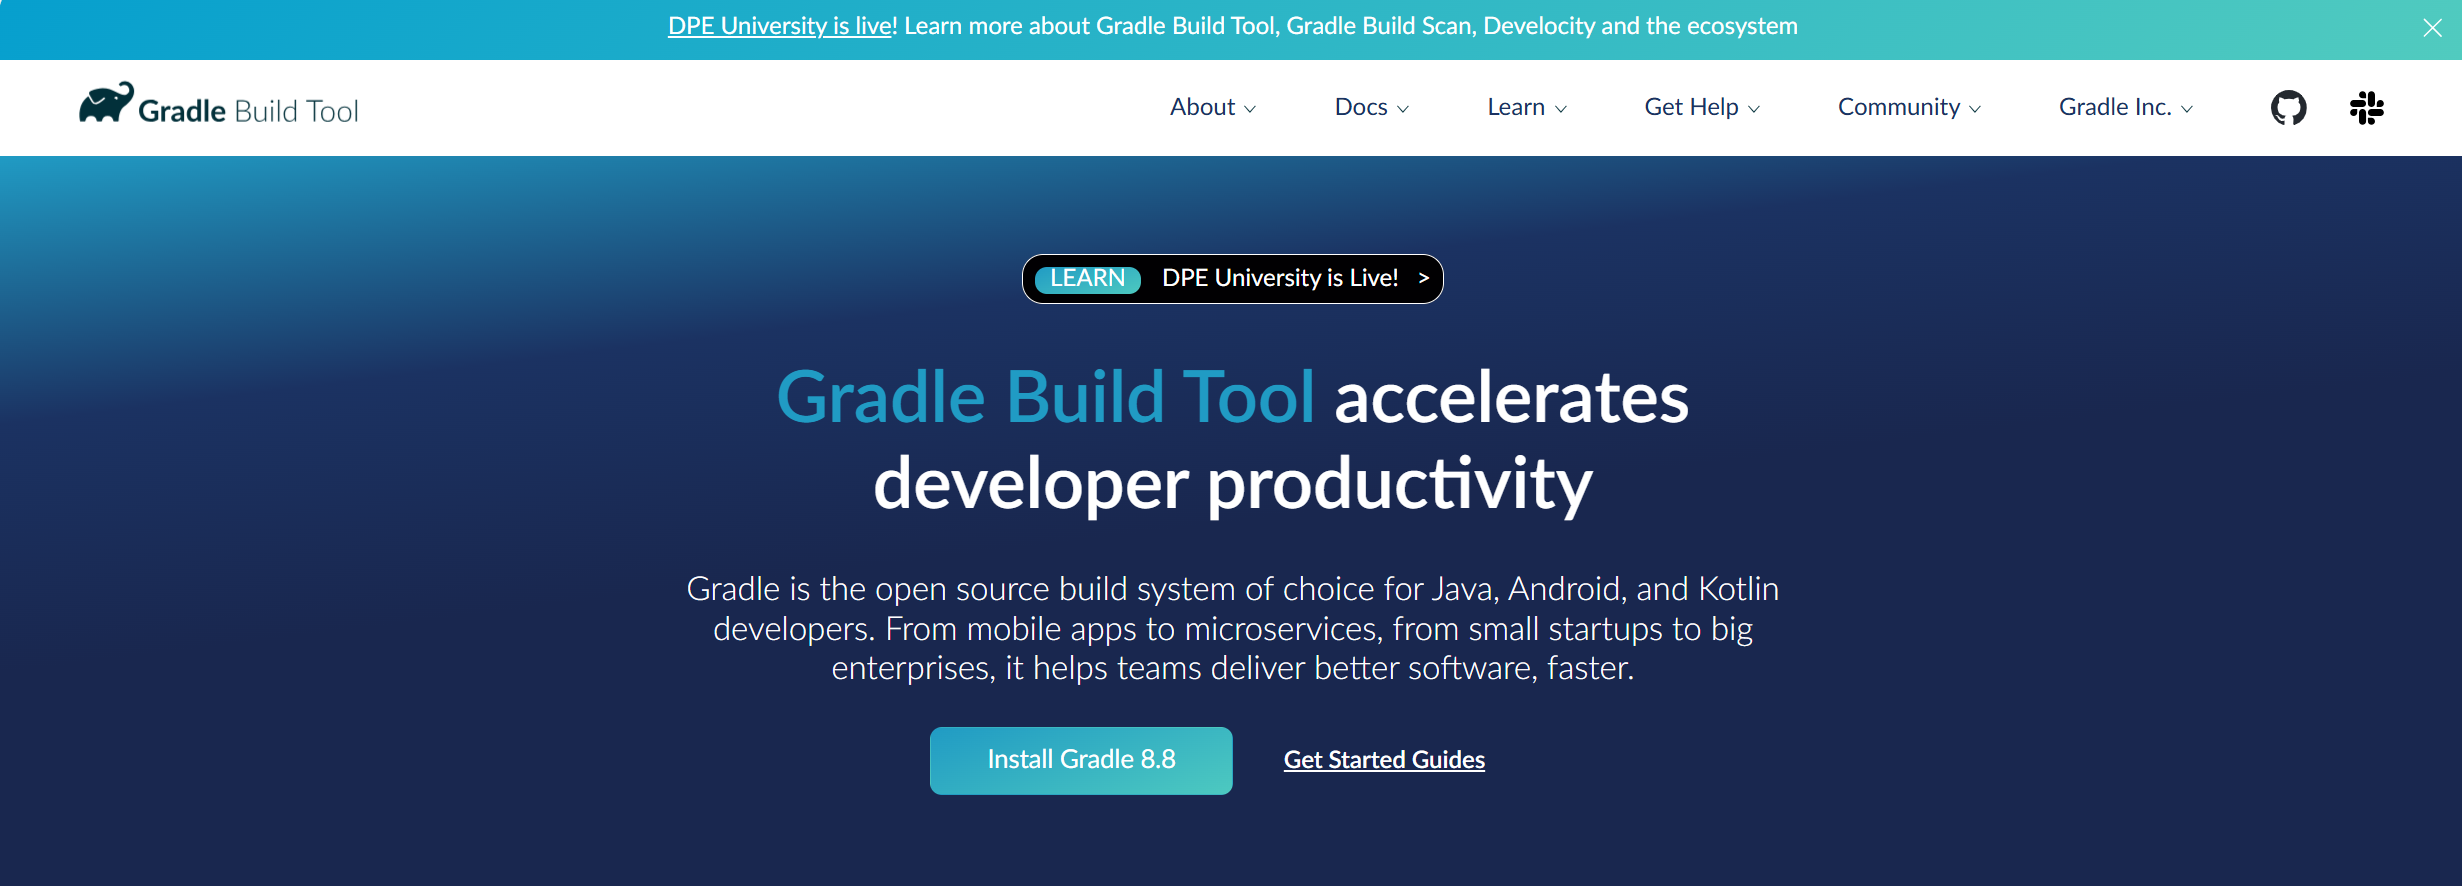 DPE University is live! Learn more about Gradle Build Tool, Gradle Build Scan, Develocity and the ecosystem
Gradle Build Tool
About
Docs
Learn
Get Help
Community
Gradle Inc.
LEARN DPE University is Live! >
Gradle Build Tool accelerates
developer productivity
Gradle is the open source build system of choice for Java, Android, and Kotlin
developers. From mobile apps to microservices, from small startups to big
enterprises, it helps teams deliver better software, faster.
Install Gradle 8.8
Get Started Guides